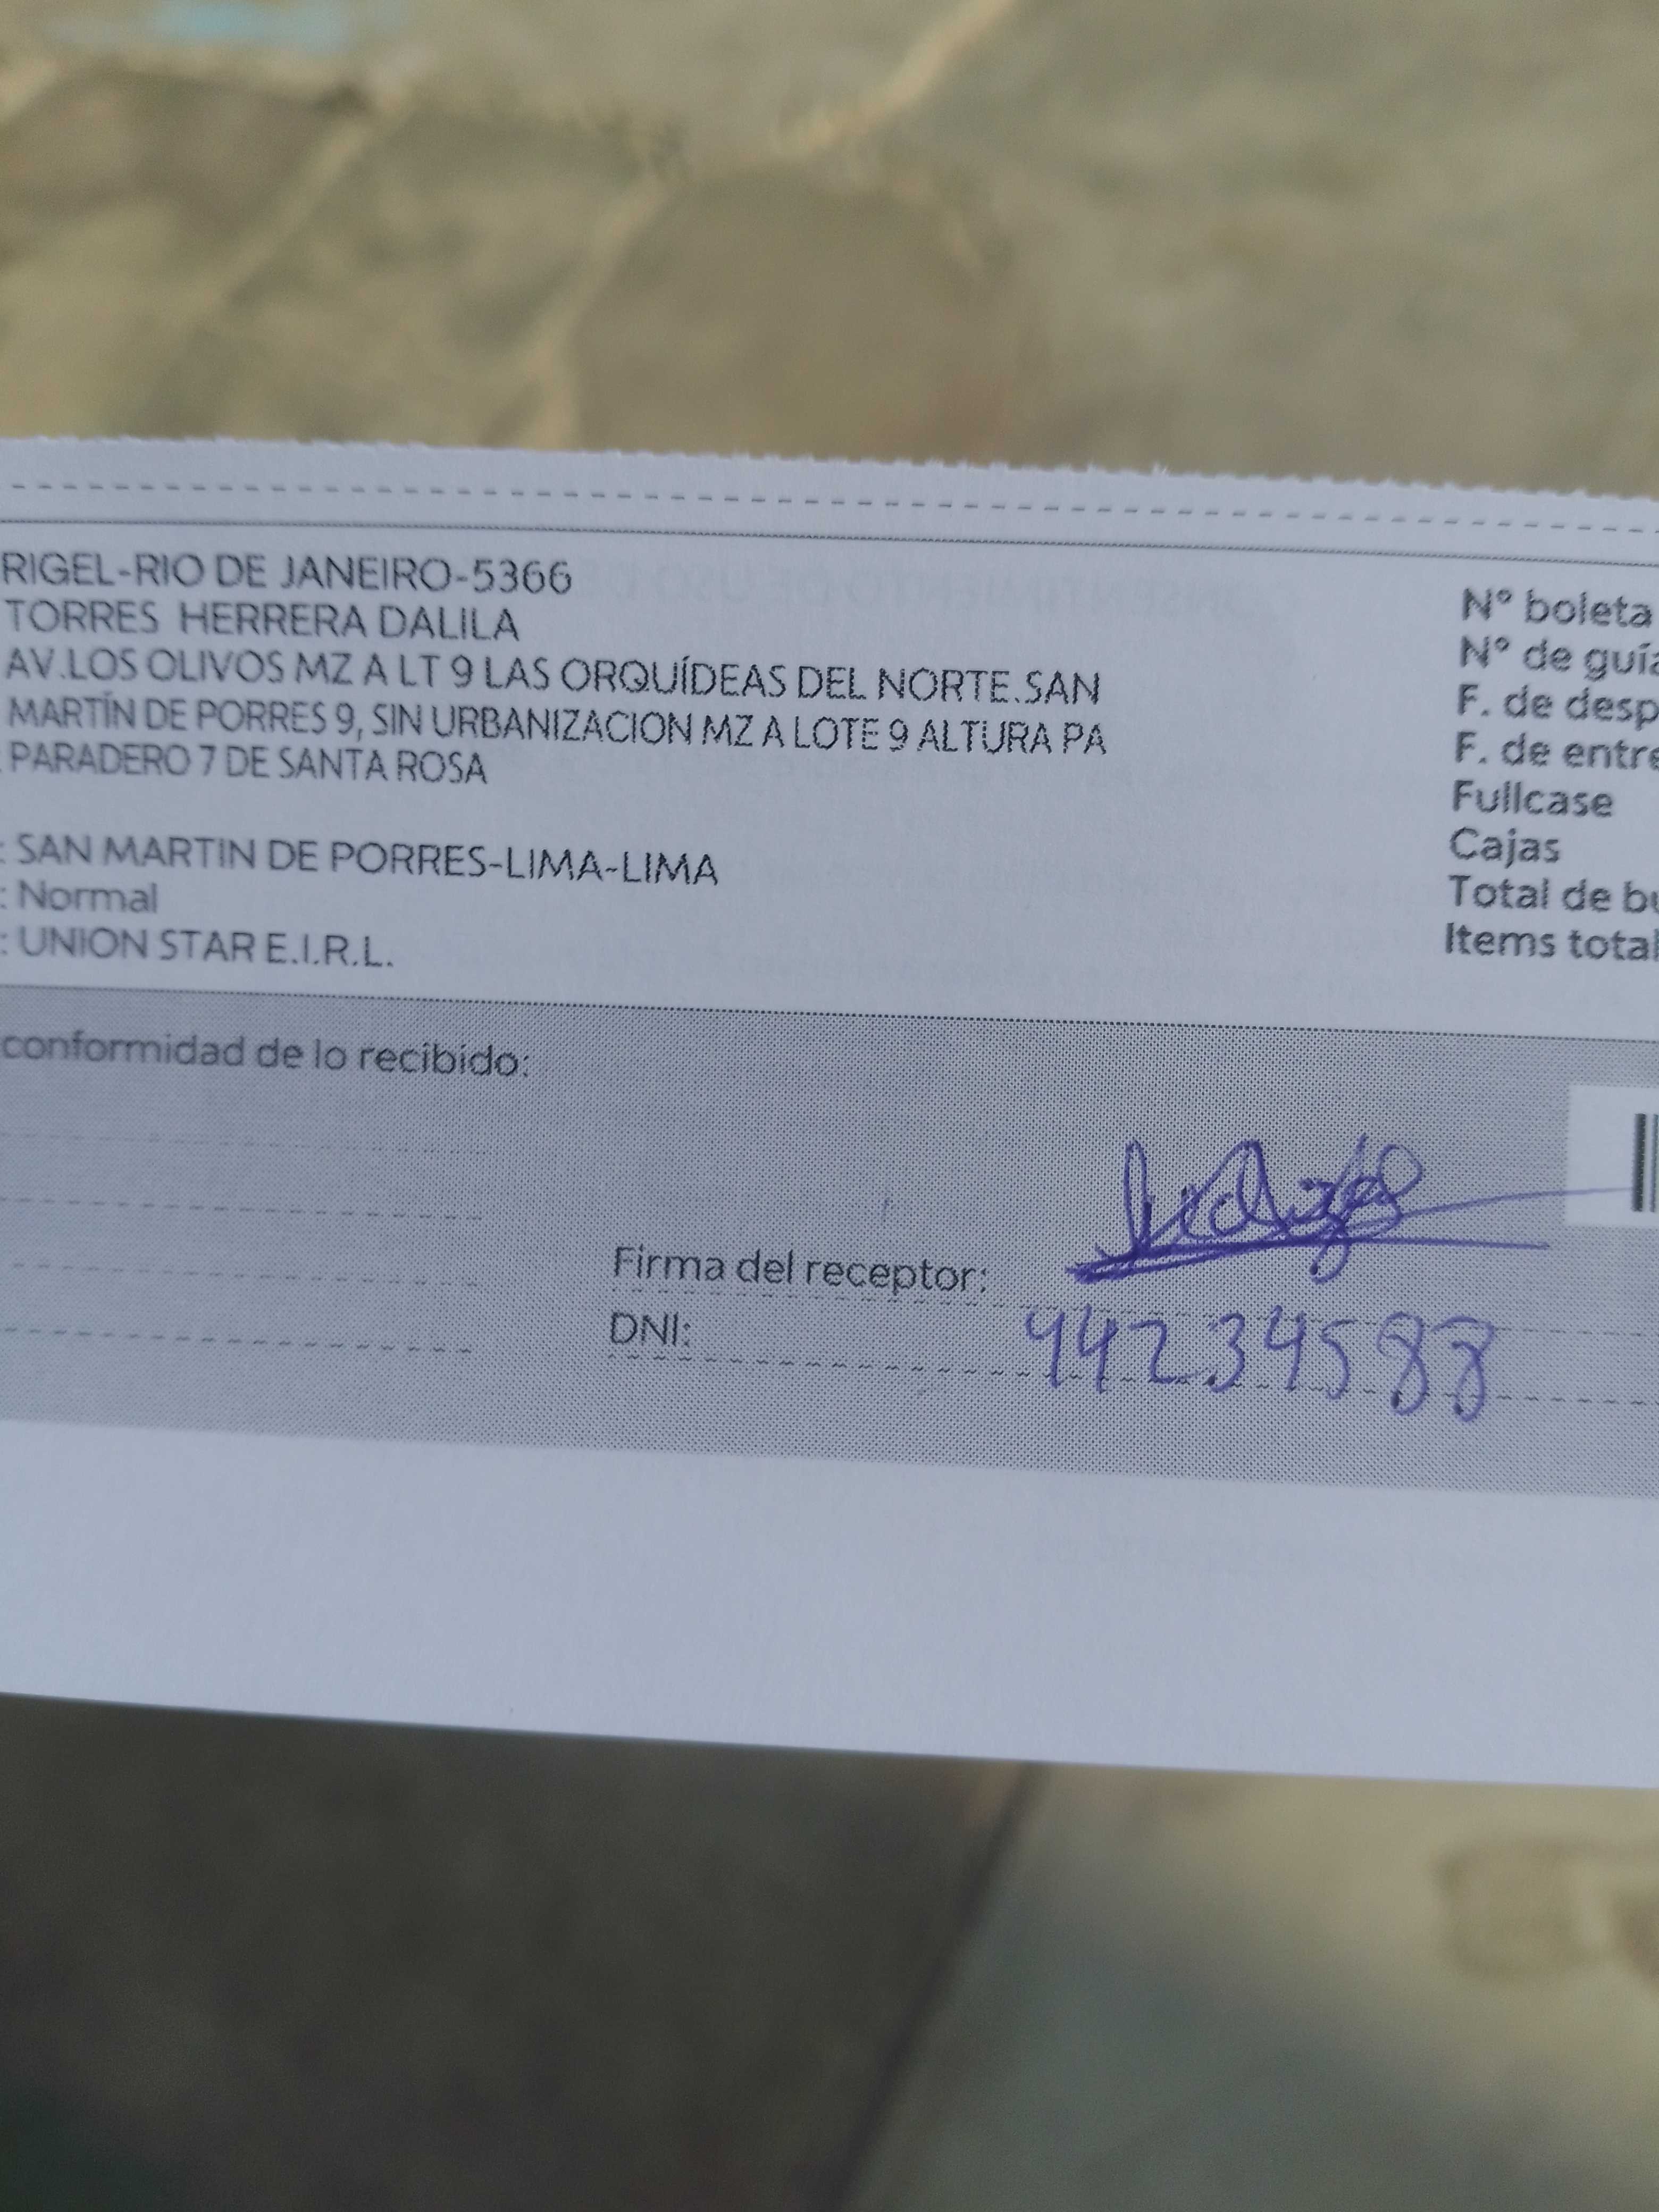 RIGEL-RIO DE JANEIRO-5366
TORRES HERRERA DALILA
AV.LOS OLIVOS MZ A LT 9 LAS ORQUÍDEAS DEL NORTE.SAN
MARTÍN DE PORRES 9, SIN URBANIZACION MZ A LOTE 9 ALTURA PA
PARADERO 7 DE SANTA ROSA
: SAN MARTIN DE PORRES-LIMA-LIMA
: Normal
: UNION STAR E.I.R.L.
Nº boleta
Nº de guía
F. de desp
F. de entre
Fullcase
Cajas
Total de bu
Items total
conformidad de lo recibido:
Firma del receptor:
DNI: 44234588